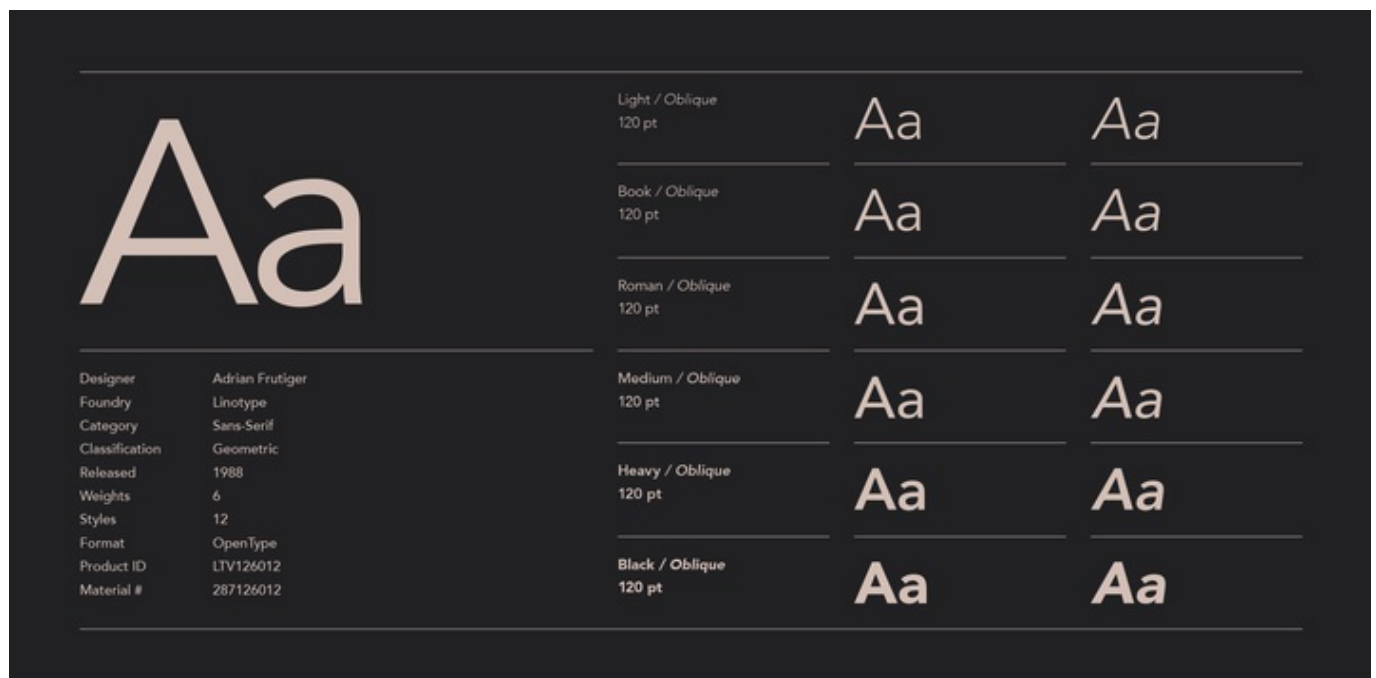 Aa
Designer Adrian Frutiger
Foundry Linotype
Category Sans-Serif
Classification Geometric
Released 1988
Weights 6
Styles 12
Format OpenType
Product ID LTV126012
Material # 287126012
Light / Oblique
120 pt
Aa Aa
Book / Oblique
120 pt
Aa Aa
Roman / Oblique
120 pt
Aa Aa
Medium / Oblique
120 pt
Aa Aa
Heavy / Oblique
120 pt
Aa Aa
Black / Oblique
120 pt
Aa Aa